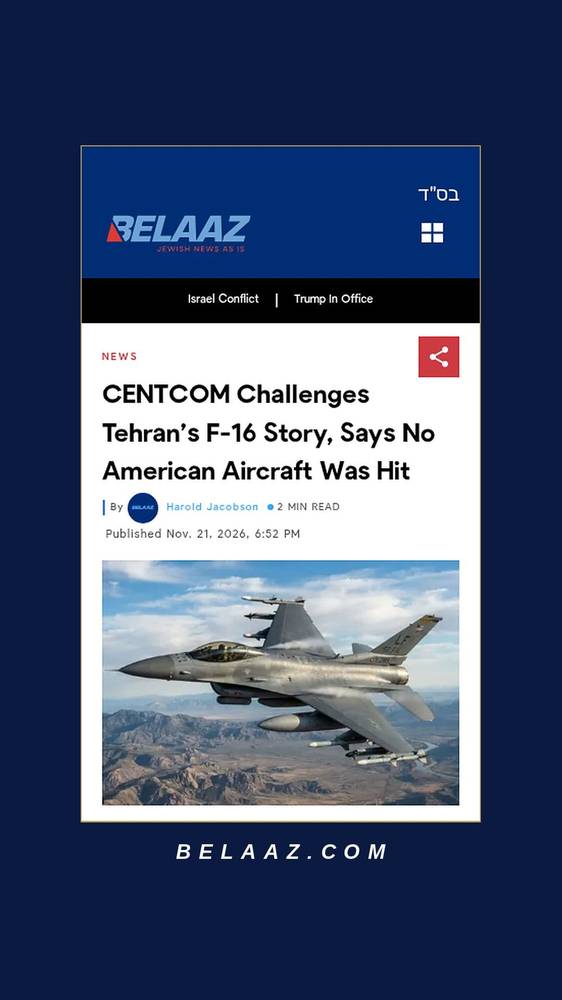 בס"ד
BELAAZ
JEWISH NEWS AS IS
Israel Conflict | Trump In Office
NEWS
CENTCOM Challenges
Tehran’s F-16 Story, Says No
American Aircraft Was Hit
By BELAAZ Harold Jacobson 2 MIN READ
Published Nov. 21, 2026, 6:52 PM
LF
BELAAZ.COM